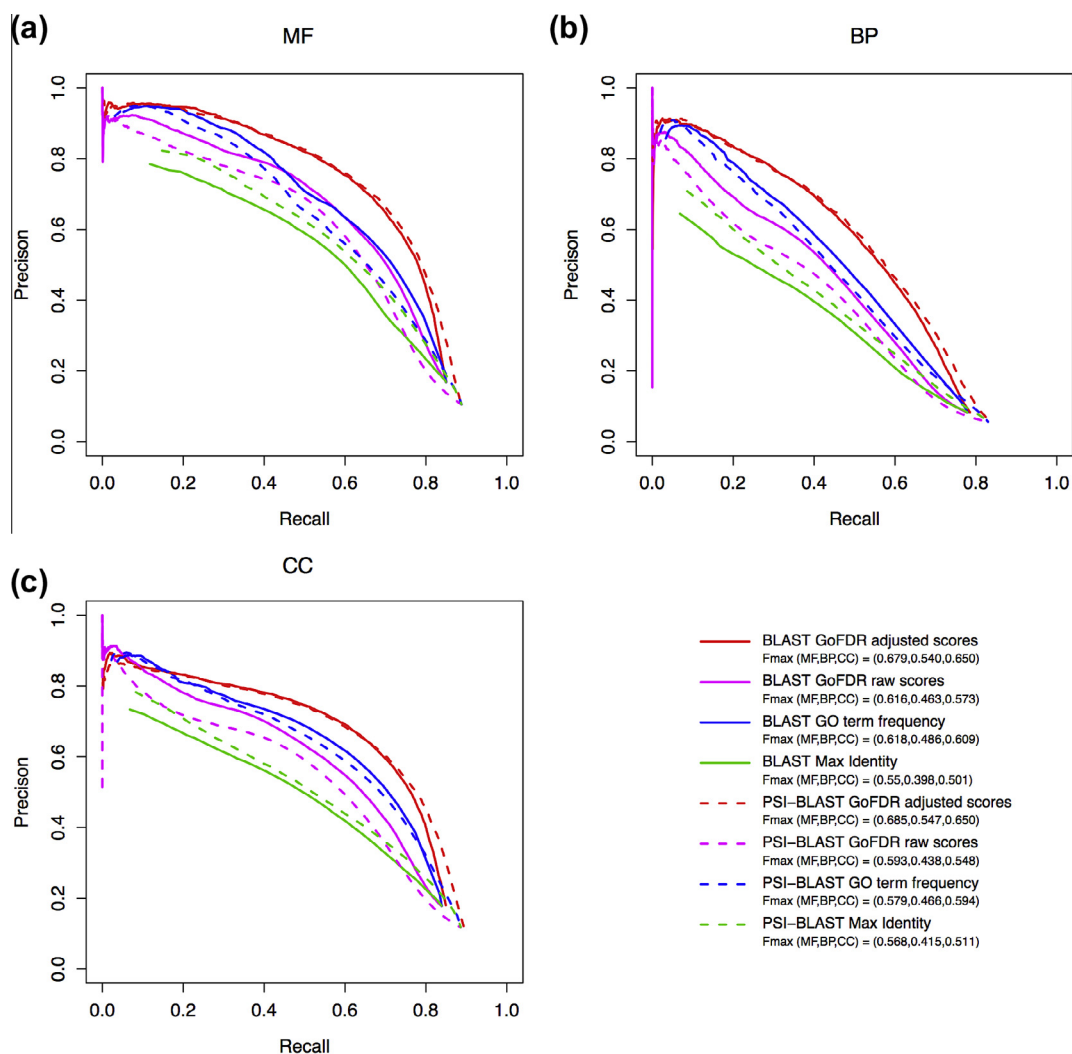 (a)
MF
1.0
0.8
0.6
0.4
0.2
0.0
Precison
0.0 0.2 0.4 0.6 0.8 1.0
Recall
(b)
BP
1.0
0.8
0.6
0.4
0.2
0.0
Precison
0.0 0.2 0.4 0.6 0.8 1.0
Recall
(c)
CC
1.0
0.8
0.6
0.4
0.2
0.0
Precison
0.0 0.2 0.4 0.6 0.8 1.0
Recall
BLAST GoFDR adjusted scores
Fmax (MF,BP,CC) = (0.679,0.540,0.650)
BLAST GoFDR raw scores
Fmax (MF,BP,CC) = (0.616,0.463,0.573)
BLAST GO term frequency
Fmax (MF,BP,CC) = (0.618,0.486,0.609)
BLAST Max Identity
Fmax (MF,BP,CC) = (0.55,0.398,0.501)
PSI−BLAST GoFDR adjusted scores
Fmax (MF,BP,CC) = (0.685,0.547,0.650)
PSI−BLAST GoFDR raw scores
Fmax (MF,BP,CC) = (0.593,0.438,0.548)
PSI−BLAST GO term frequency
Fmax (MF,BP,CC) = (0.579,0.466,0.594)
PSI−BLAST Max Identity
Fmax (MF,BP,CC) = (0.568,0.415,0.511)